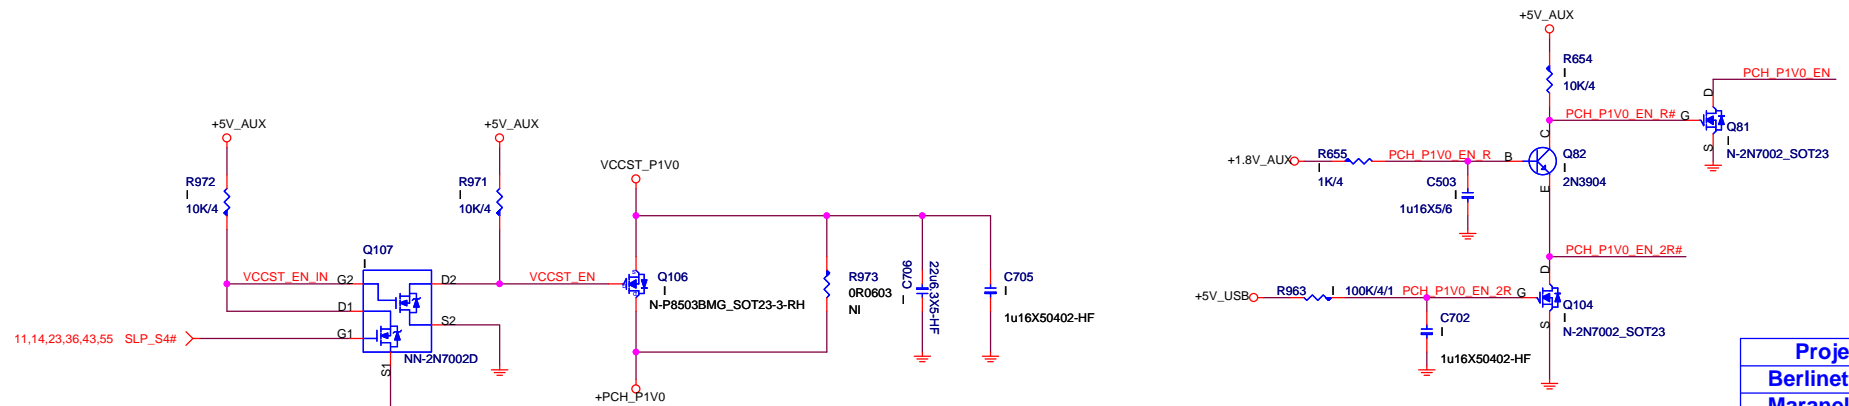 +5V_AUX
R972
I
10K/4
+5V_AUX
R971
I
10K/4
Q107
I
VCCST_EN_IN
G2
D2
D1
S2
G1
S1
NN-2N7002D
11,14,23,36,43,55 SLP_S4#
VCCST_EN
VCCST_P1V0
Q106
I
N-P8503BMG_SOT23-3-RH
R973
0R0603
NI
C706
I
22u6.3X5-HF
C705
I
1u16X50402-HF
+PCH_P1V0
+5V_AUX
R654
I
10K/4
PCH_P1V0_EN
PCH_P1V0_EN_R#
G
D
S
Q81
I
N-2N7002_SOT23
+1.8V_AUX
R655
I
1K/4
PCH_P1V0_EN_R
B
C
E
Q82
I
2N3904
C503
I
1u16X5/6
PCH_P1V0_EN_2R#
+5V_USB
R963
I
100K/4/1
PCH_P1V0_EN_2R
G
D
S
Q104
I
N-2N7002_SOT23
C702
I
1u16X50402-HF
Proje
Berlinet